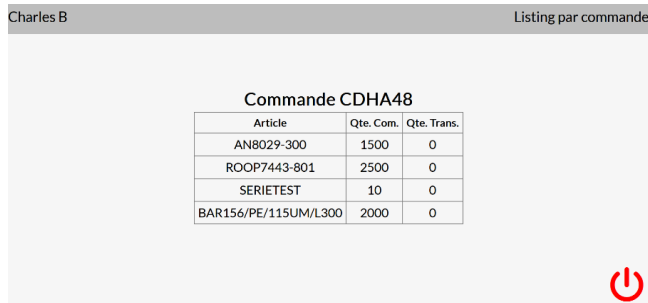 Charles B
Listing par commande
Commande CDHA48
Article Qte. Com. Qte. Trans.
AN8029-300 1500 0
ROOP7443-801 2500 0
SERIETEST 10 0
BAR156/PE/115UM/L300 2000 0